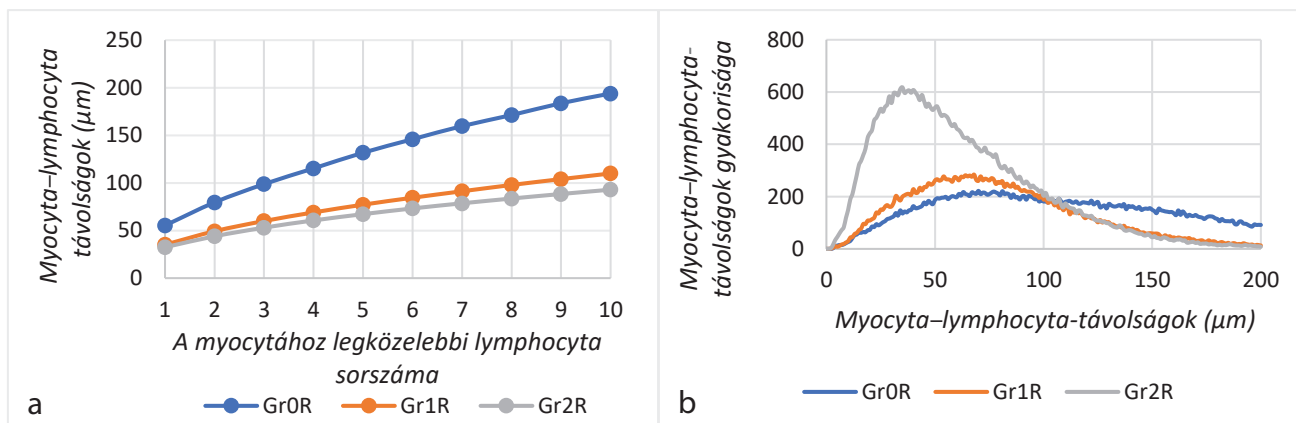 Myocyta–lymphocyta
távolságok (µm)
250
200
150
100
50
0
1 2 3 4 5 6 7 8 9 10
A myocytához legközelebbi lymphocyta
sorszáma
a
Gr0R Gr1R Gr2R
Myocyta–lymphocyta-
távolságok gyakorisága
800
600
400
200
0
0 50 100 150 200
Myocyta–lymphocyta-távolságok (µm)
b
Gr0R Gr1R Gr2R